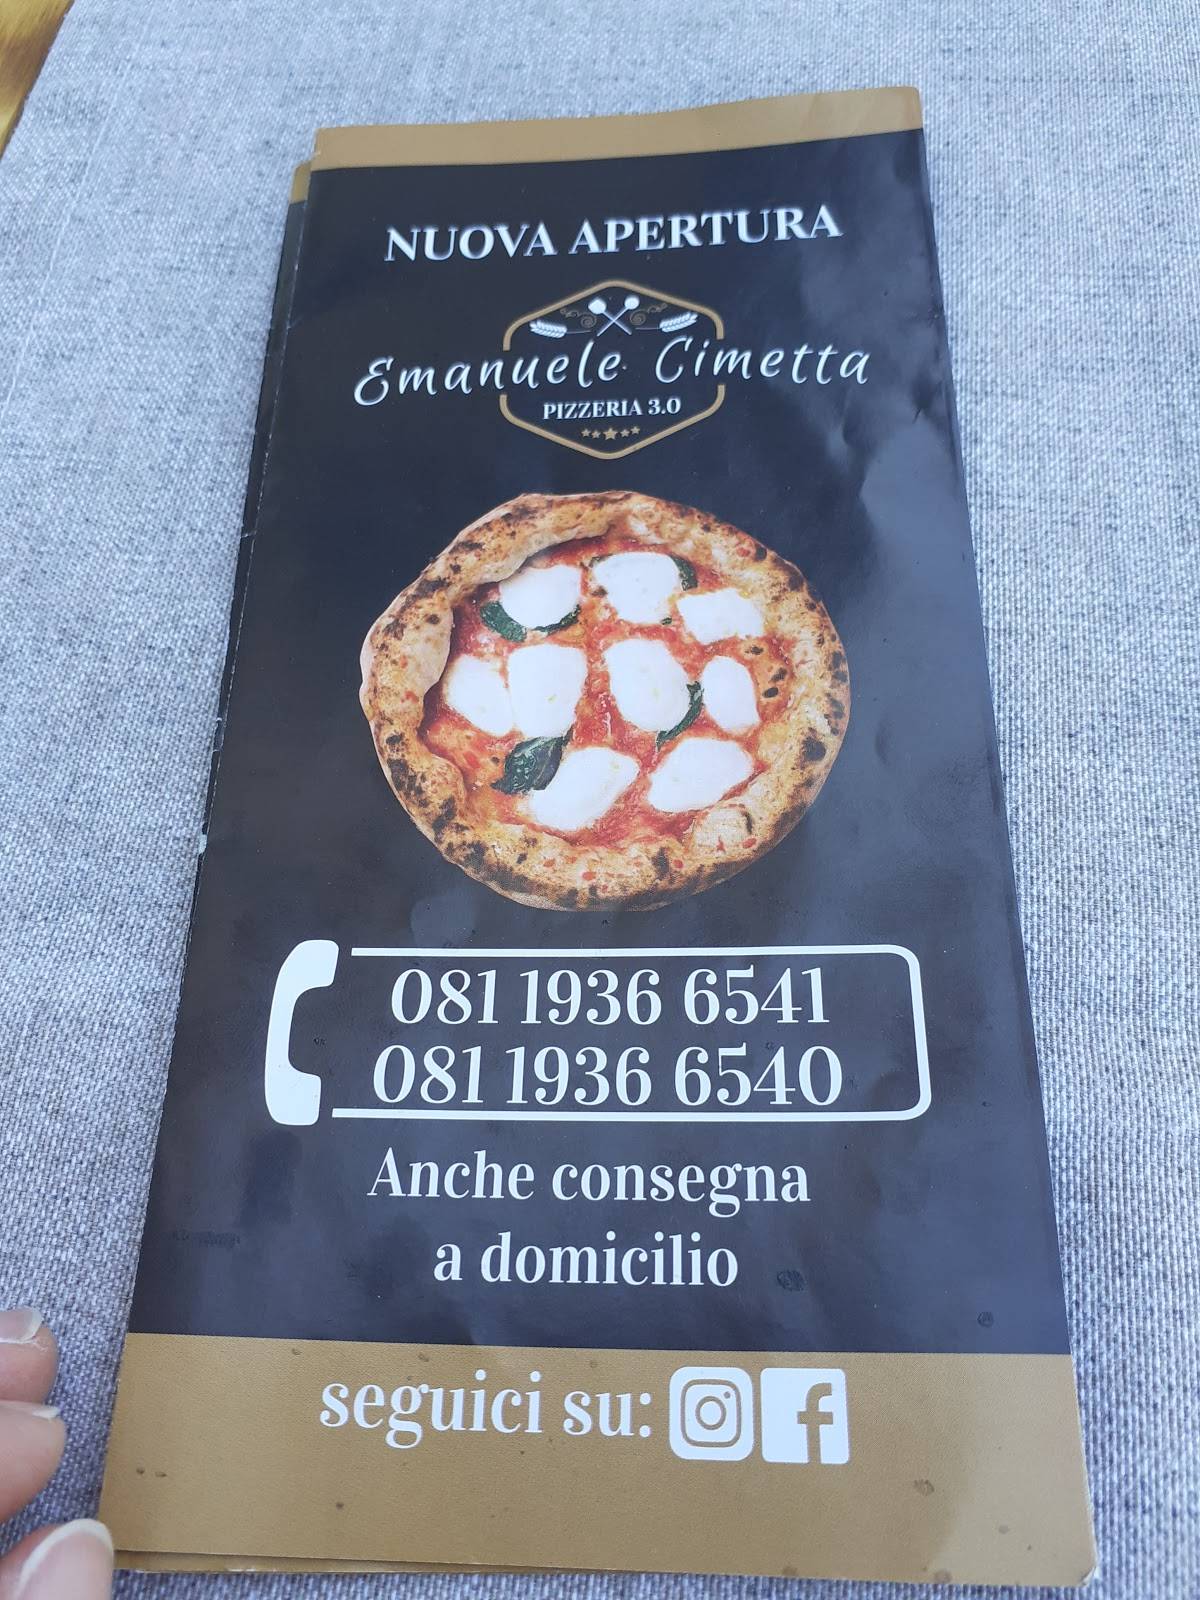 NUOVA APERTURA
Emanuele Cimetta
PIZZERIA 3.0
081 1936 6541
081 1936 6540
Anche consegna
a domicilio
seguici su: